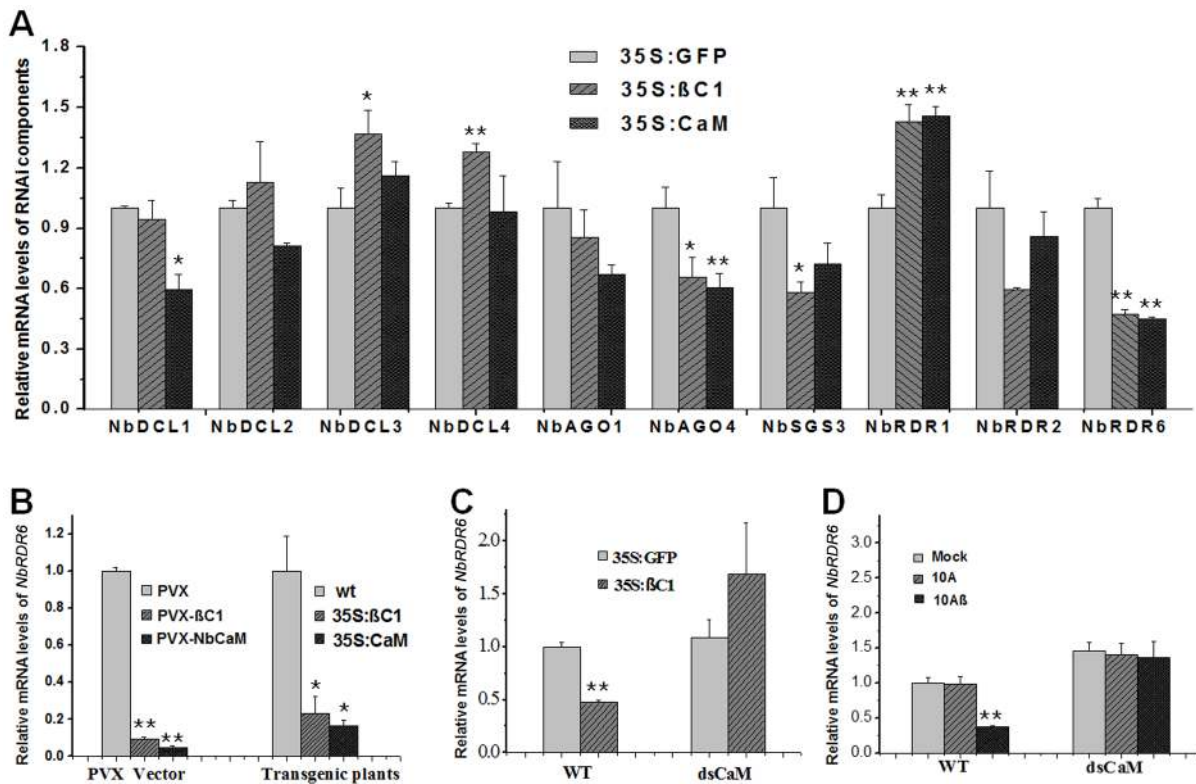 A
Relative mRNA levels of RNAi components
1.8
1.5
1.2
0.9
0.6
0.3
0.0
35S:GFP
35S:ßC1
35S:CaM
*
*
**
*
**
*
**
**
**
**
NbDCL1 NbDCL2 NbDCL3 NbDCL4 NbAGO1 NbAGO4 NbSGS3 NbRDR1 NbRDR2 NbRDR6
B
Relative mRNA levels of NbRDR6
1.2
1.0
0.8
0.6
0.4
0.2
0.0
PVX
PVX-ßC1
PVX-NbCaM
wt
35S:ßC1
35S:CaM
**
**
*
*
PVX Vector
Transgenic plants
C
Relative mRNA levels of NbRDR6
2.0
1.5
1.0
0.5
0.0
35S:GFP
35S:ßC1
**
WT
dsCaM
D
Relative mRNA levels of NbRDR6
3.0
2.5
2.0
1.5
1.0
0.5
0.0
Mock
10A
10Aß
**
WT
dsCaM